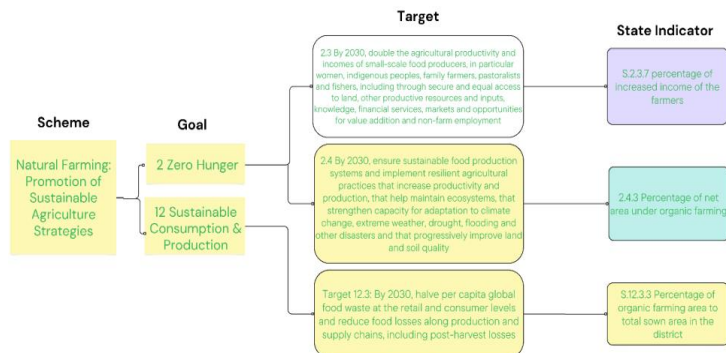 Target
State Indicator
Scheme
Goal
Natural Farming:
Promotion of
Sustainable
Agriculture
Strategies
2 Zero Hunger
12 Sustainable
Consumption &
Production
2.3 By 2030, double the agricultural productivity and
incomes of small-scale food producers, in particular
women, indigenous peoples, family farmers, pastoralists
and fishers, including through secure and equal access
to land, other productive resources and inputs,
knowledge, financial services, markets and opportunities
for value addition and non-farm employment
2.4 By 2030, ensure sustainable food production
systems and implement resilient agricultural
practices that increase productivity and
production, that help maintain ecosystems, that
strengthen capacity for adaptation to climate
change, extreme weather, drought, flooding and
other disasters and that progressively improve land
and soil quality
Target 12.3: By 2030, halve per capita global
food waste at the retail and consumer levels
and reduce food losses along production and
supply chains, including post-harvest losses
S.2.3.7 percentage of
increased income of the
farmers
2.4.3 Percentage of net
area under organic farming
S.12.3.3 Percentage of
organic farming area to
total sown area in the
district